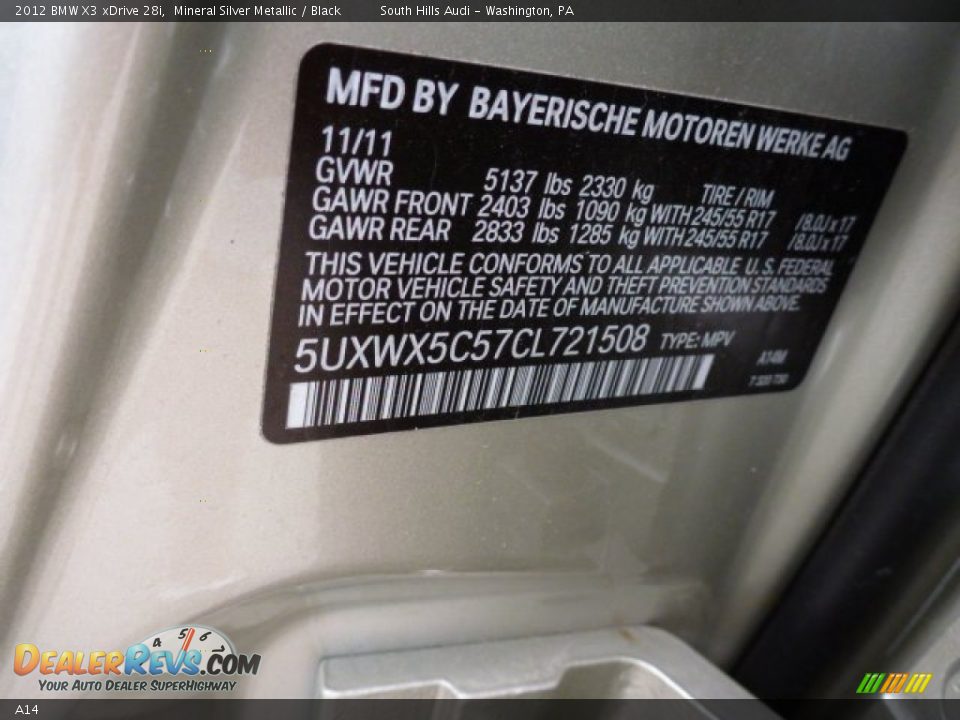 2012 BMW X3 xDrive 28i, Mineral Silver Metallic / Black South Hills Audi - Washington, PA
MFD BY BAYERISCHE MOTOREN WERKE AG
11/11
GVWR 5137 lbs 2330 kg TIRE / RIM
GAWR FRONT 2403 lbs 1090 kg WITH 245/55 R17 /8.0J x 17
GAWR REAR 2833 lbs 1285 kg WITH 245/55 R17 /8.0J x 17
THIS VEHICLE CONFORMS TO ALL APPLICABLE U.S. FEDERAL
MOTOR VEHICLE SAFETY AND THEFT PREVENTION STANDARDS
IN EFFECT ON THE DATE OF MANUFACTURE SHOWN ABOVE.
5UXWX5C57CL721508 TYPE: MPV
A14M
4 5 6
DEALERREVS.COM
YOUR AUTO DEALER SUPERHIGHWAY
A14